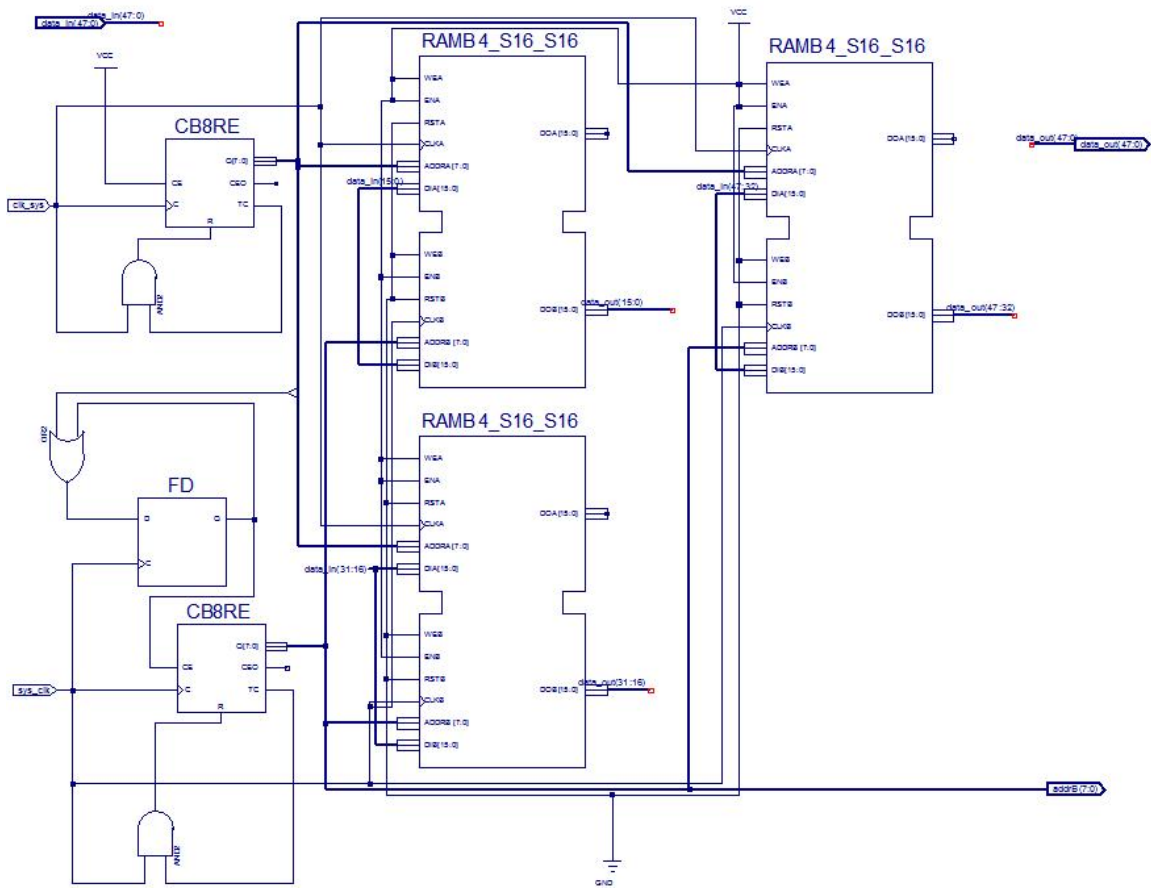 data_in(47:0)
data_in(47:0)
VCC
CB8RE
Q[7:0]
CE
CEO
C
TC
R
clk_sys
AND2
OR2
FD
D
Q
C
CB8RE
Q[7:0]
CE
CEO
C
TC
R
sys_clk
AND2
RAMB4_S16_S16
WEA
ENA
RSTA
DOA[15:0]
CLKA
ADDRA[7:0]
data_in(15:0)
DIA[15:0]
WEB
ENB
RSTB
data_out(15:0)
DOB[15:0]
CLKB
ADDRB[7:0]
DIB[15:0]
RAMB4_S16_S16
WEA
ENA
RSTA
DOA[15:0]
CLKA
ADDRA[7:0]
data_in(31:16)
DIA[15:0]
WEB
ENB
RSTB
data_out(31:16)
DOB[15:0]
CLKB
ADDRB[7:0]
DIB[15:0]
VCC
RAMB4_S16_S16
WEA
ENA
RSTA
DOA[15:0]
CLKA
ADDRA[7:0]
data_in(47:32)
DIA[15:0]
WEB
ENB
RSTB
data_out(47:32)
DOB[15:0]
CLKB
ADDRB[7:0]
DIB[15:0]
data_out(47:0)
data_out(47:0)
addrB(7:0)
GND